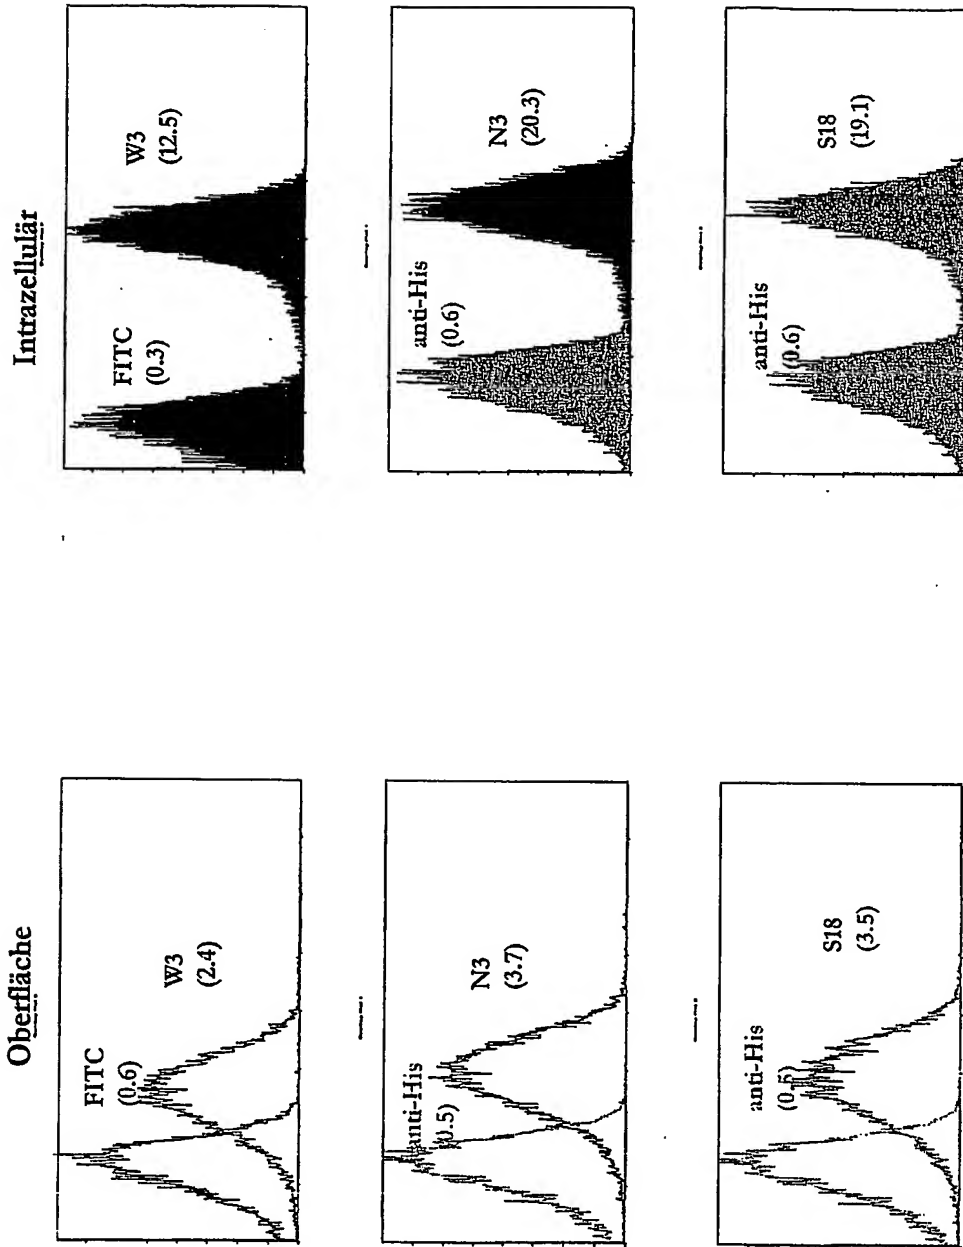 Oberfläche
FITC
(0.6)
W3
(2.4)
anti-His
(0.5)
N3
(3.7)
anti-His
(0.5)
S18
(3.5)
Intrazellulär
FITC
(0.3)
W3
(12.5)
anti-His
(0.6)
N3
(20.3)
anti-His
(0.6)
S18
(19.1)